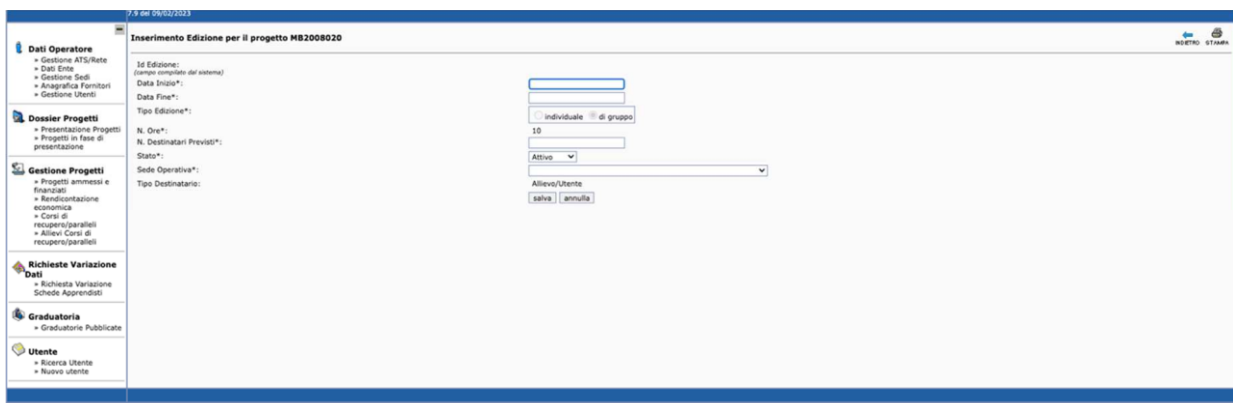 7.9 del 09/02/2023
Dati Operatore
» Gestione ATS/Rete
» Dati Ente
» Gestione Sedi
» Anagrafica Fornitori
» Gestione Utenti
Dossier Progetti
» Presentazione Progetti
» Progetti in fase di
presentazione
Gestione Progetti
» Progetti ammessi e
finanziati
» Rendicontazione
economica
» Corsi di
recupero/paralleli
» Allievi Corsi di
recupero/paralleli
Richieste Variazione
Dati
» Richiesta Variazione
Schede Apprendisti
Graduatoria
» Graduatorie Pubblicate
Utente
» Ricerca Utente
» Nuovo utente
Inserimento Edizione per il progetto MB2008020
INDIETRO STAMPA
Id Edizione:
(campo compilato dal sistema)
Data Inizio*:
Data Fine*:
Tipo Edizione*: individuale di gruppo
N. Ore*: 10
N. Destinatari Previsti*:
Stato*: Attivo
Sede Operativa*:
Tipo Destinatario: Allievo/Utente
salva annulla